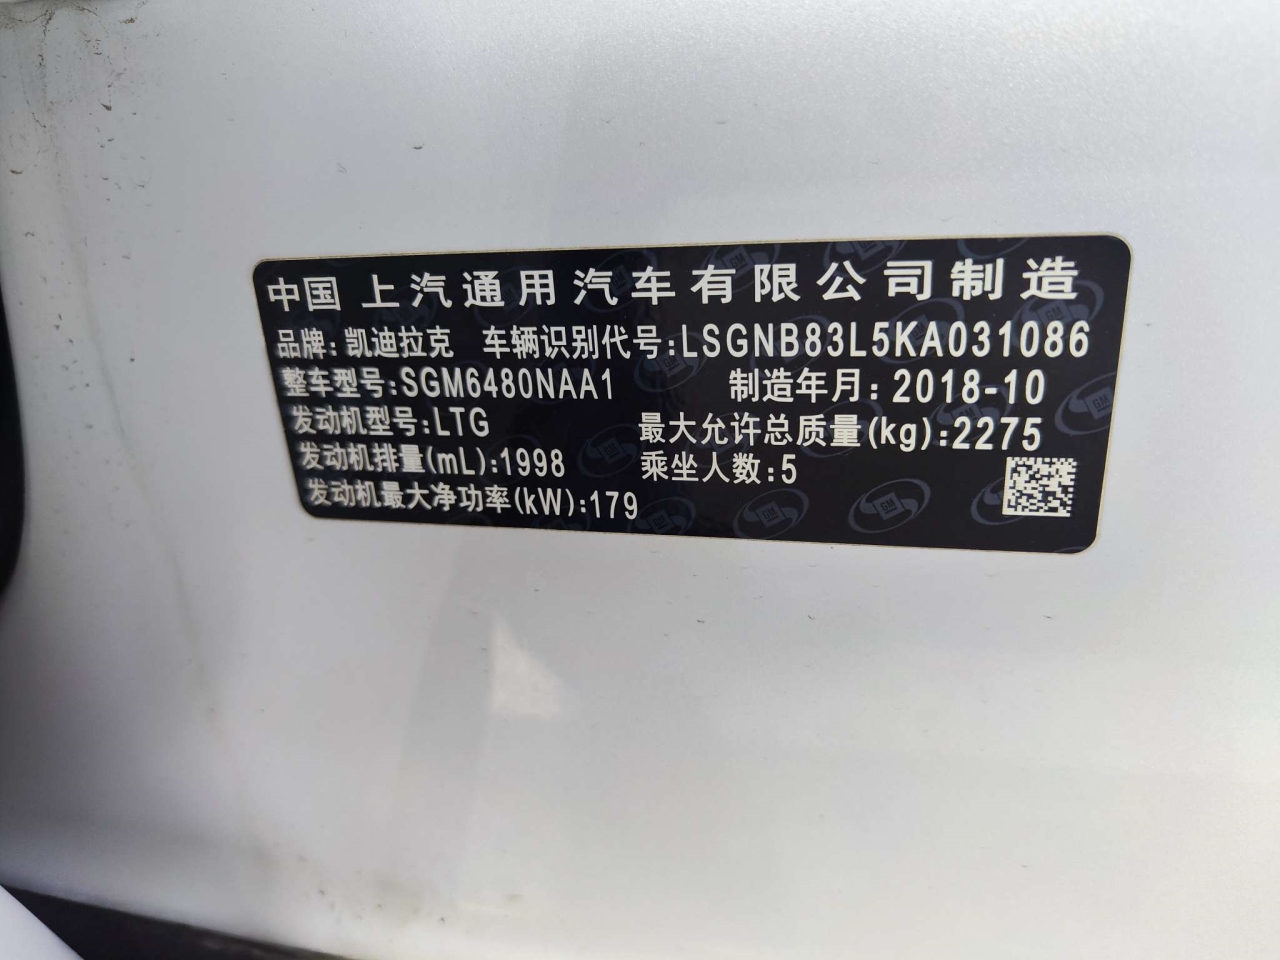 中国 上汽通用汽车有限公司制造
品牌: 凯迪拉克 车辆识别代号:LSGNB83L5KA031086
整车型号:SGM6480NAA1 制造年月: 2018-10
发动机型号:LTG 最大允许总质量(kg):2275
发动机排量(mL):1998 乘坐人数:5
发动机最大净功率(kW):179